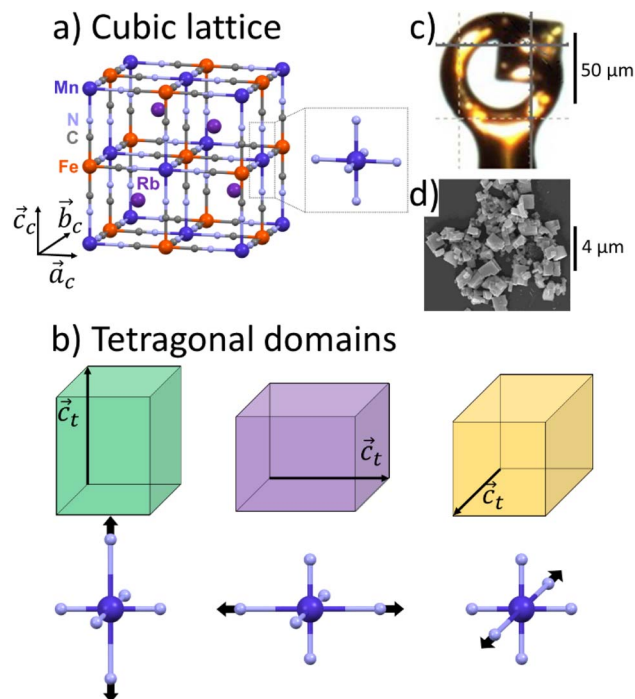 a) Cubic lattice
Mn
N
C
Fe
Rb
c⃗c
b⃗c
a⃗c
c)
50 µm
d)
4 µm
b) Tetragonal domains
c⃗t
c⃗t
c⃗t